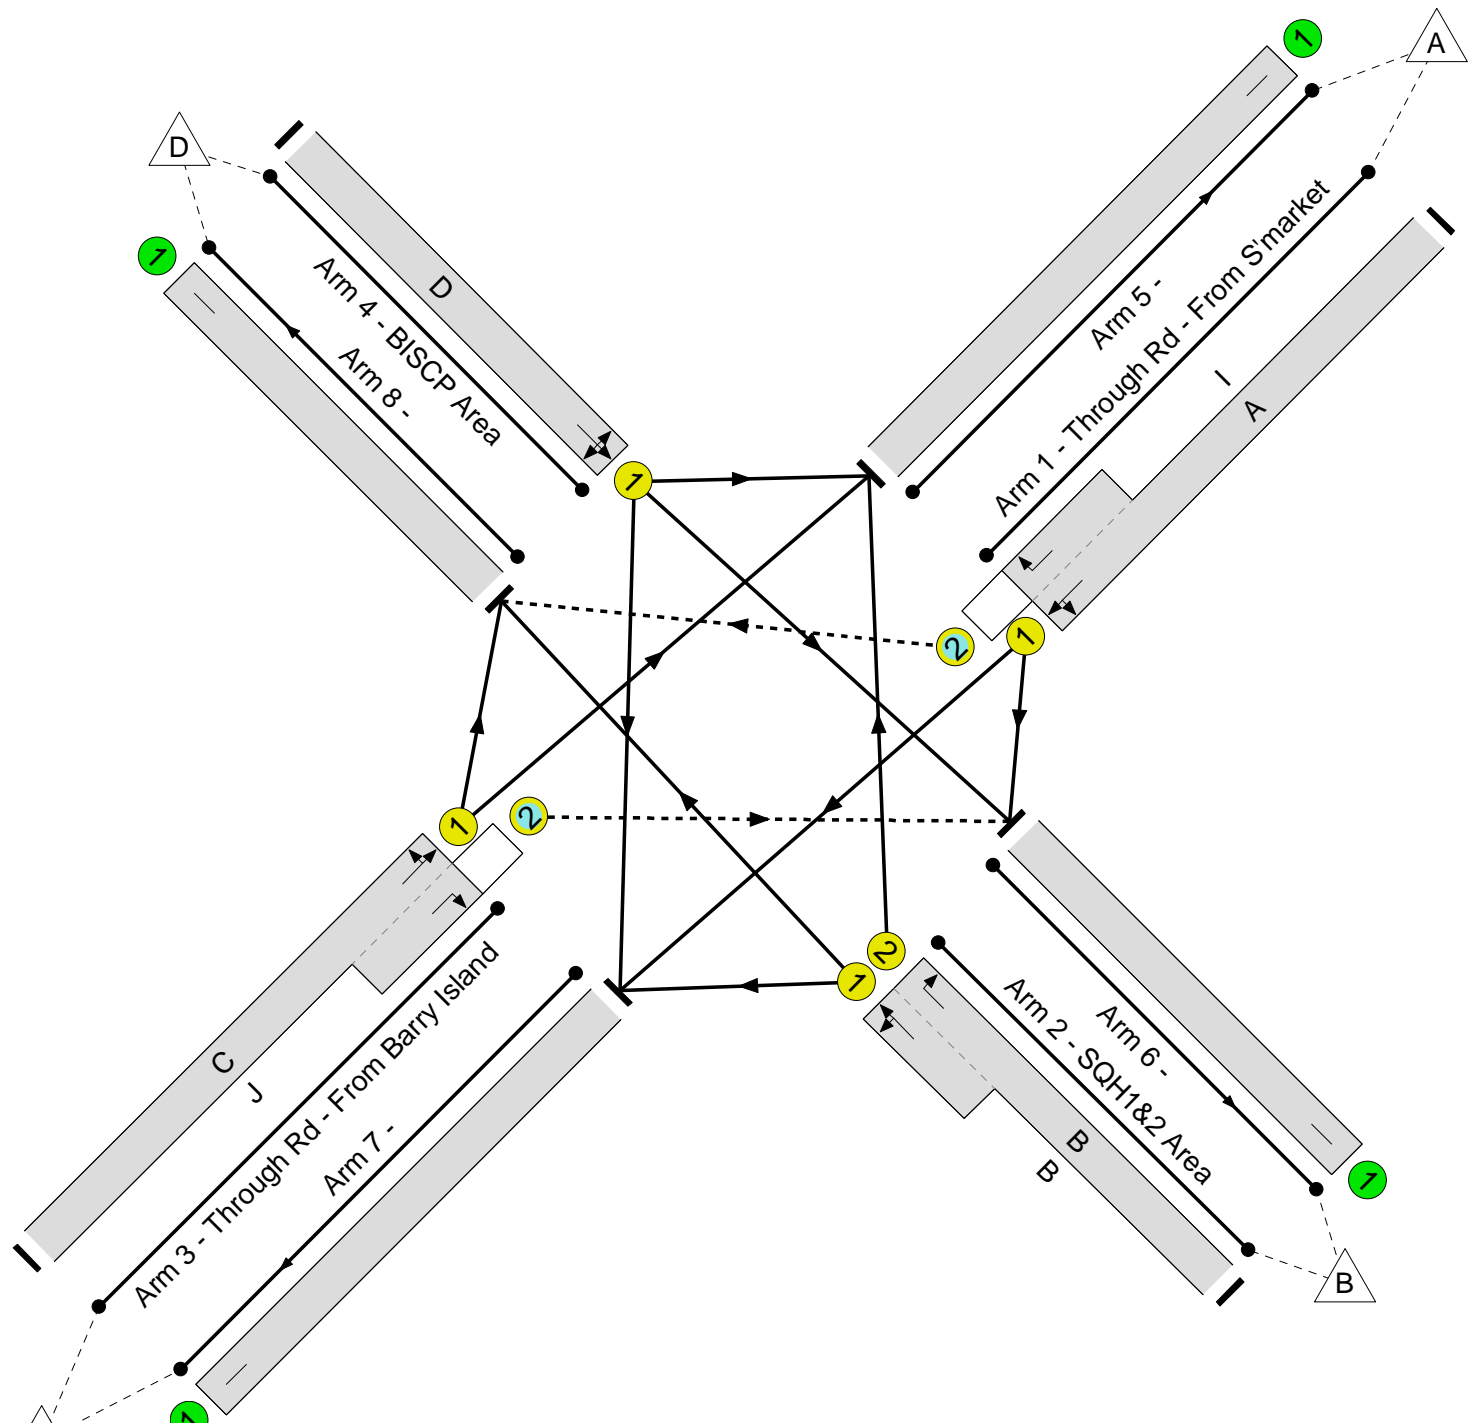 1
A
D
1
D
Arm 4 - BISCP Area
Arm 8 -
Arm 5 -
Arm 1 - Through Rd - From S'market
I
A
1
2
1
1
2
C
J
Arm 3 - Through Rd - From Barry Island
Arm 7 -
2
1
Arm 6 -
Arm 2 - SQH1&2 Area
B
B
1
B
1